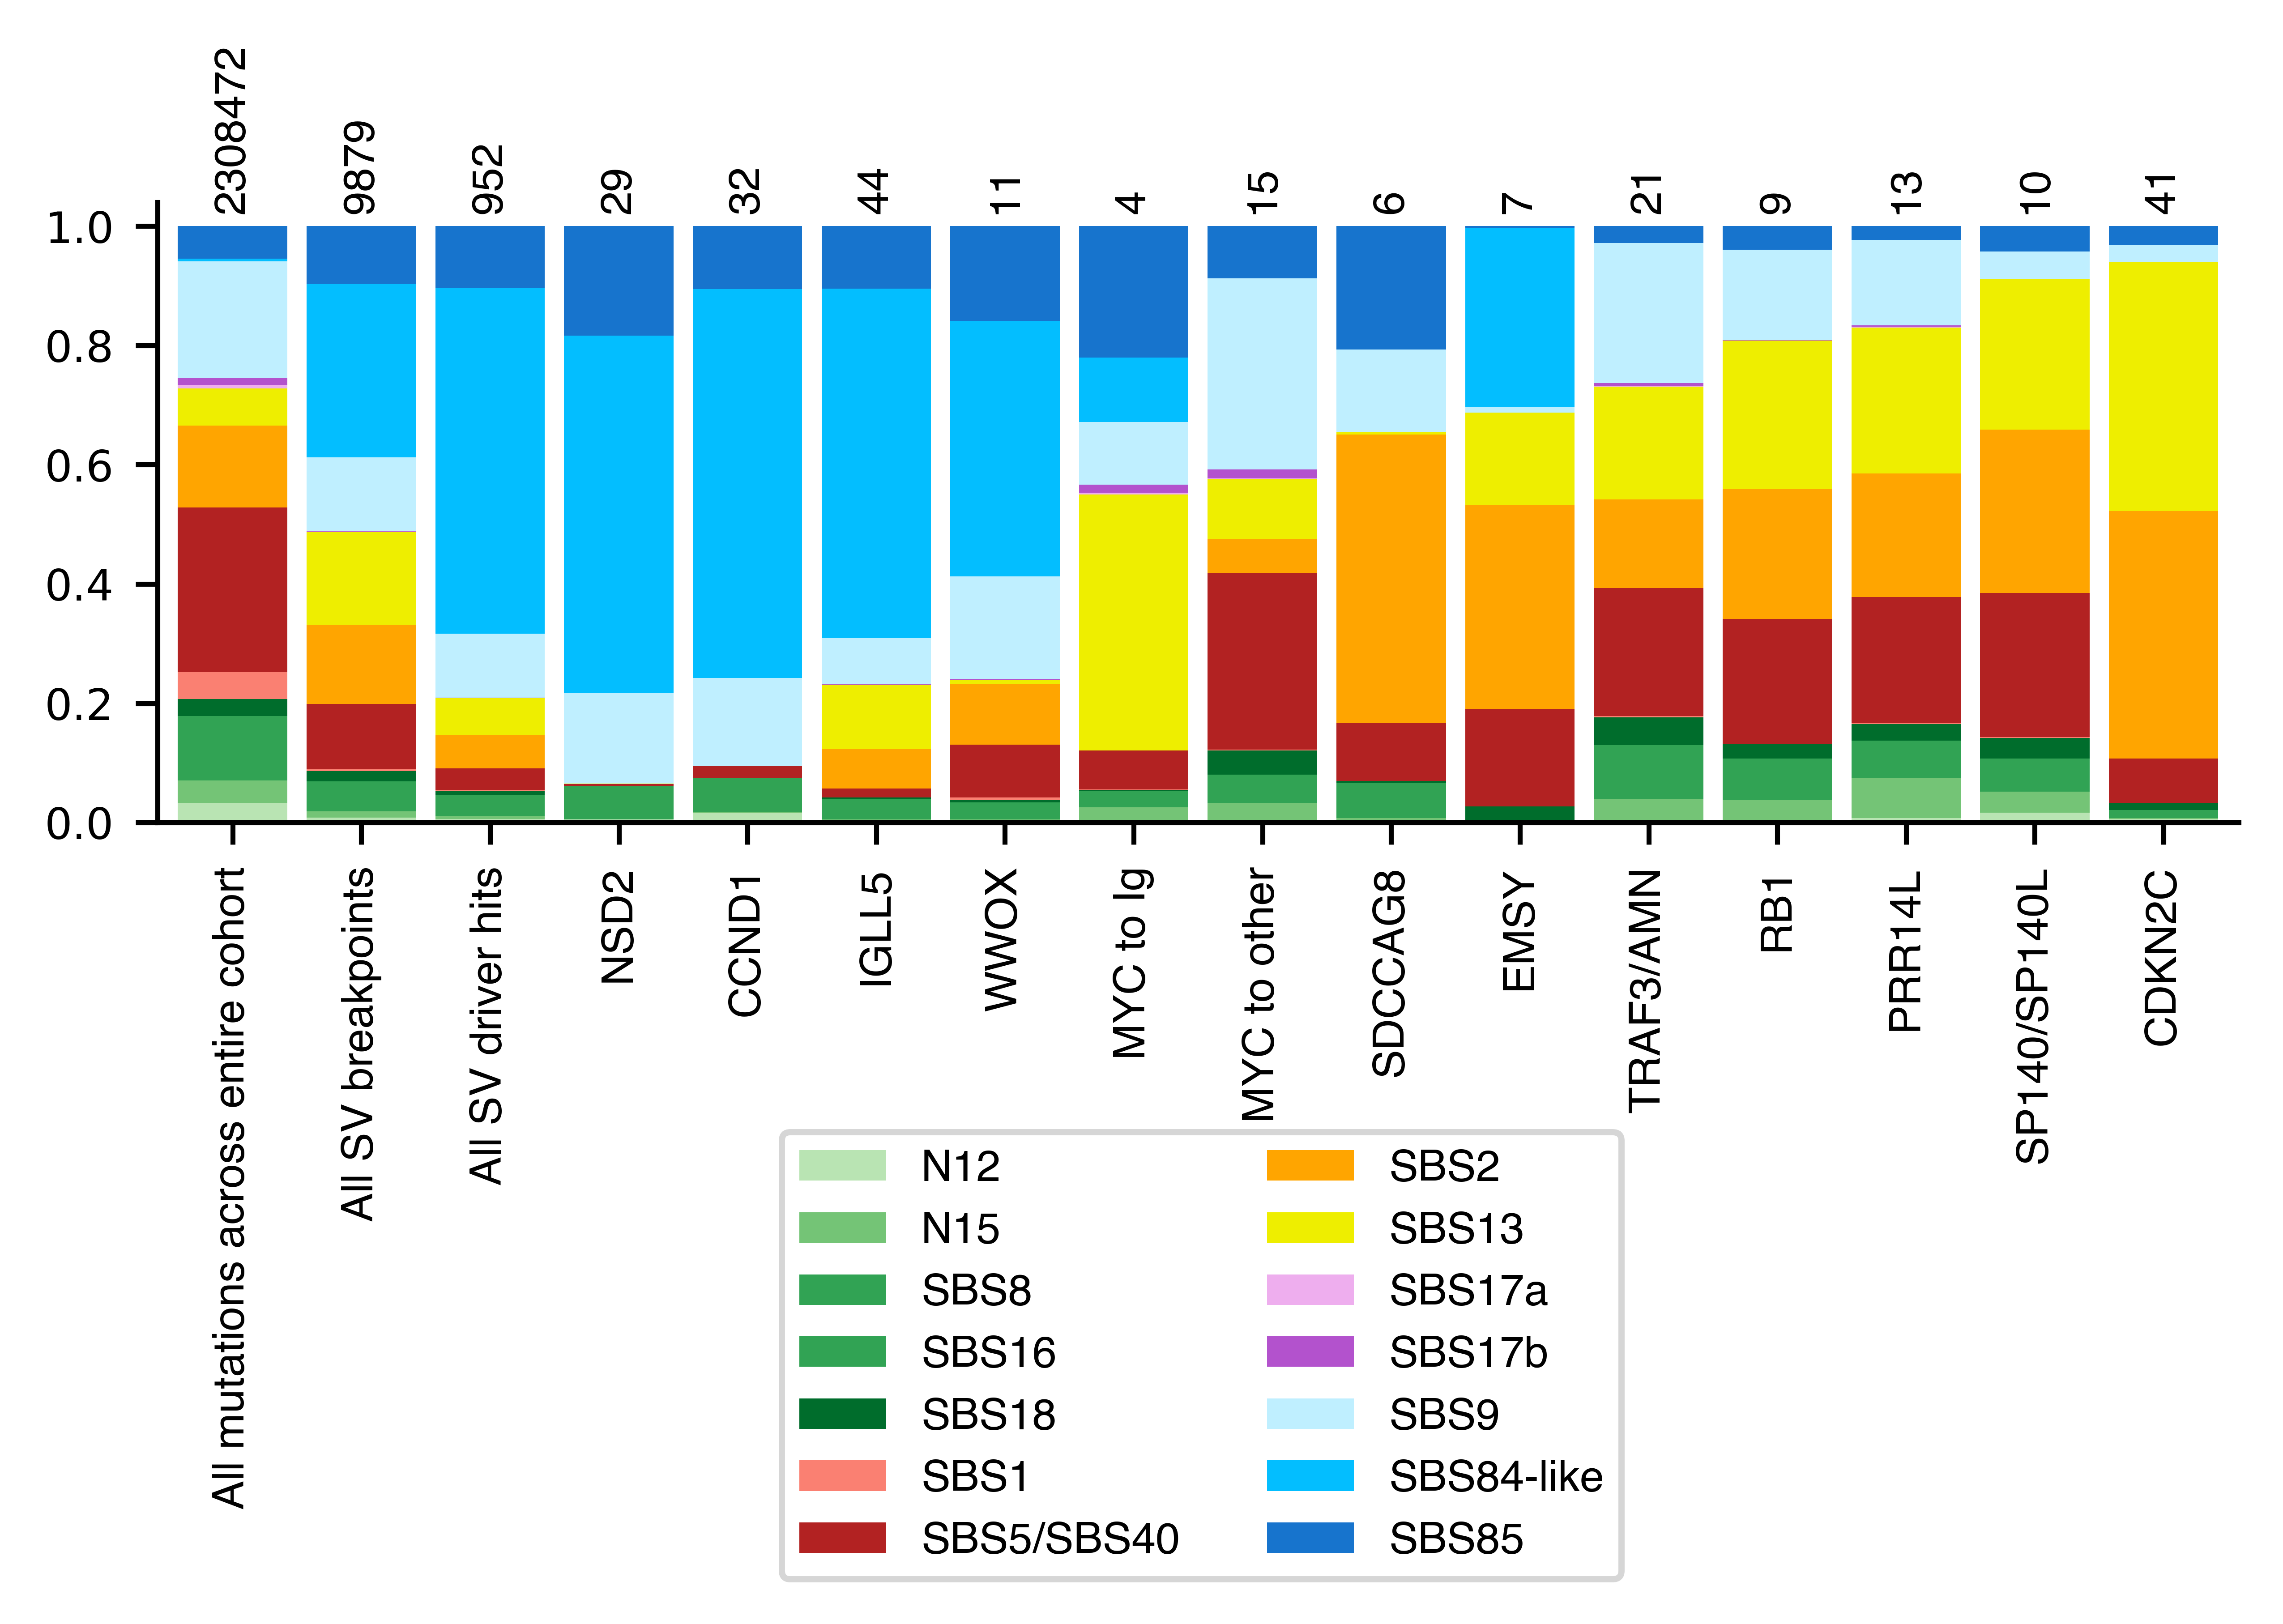 2308472
9879
952
29
32
44
11
4
15
6
7
21
9
13
10
41
1.0
0.8
0.6
0.4
0.2
0.0
All mutations across entire cohort
All SV breakpoints
All SV driver hits
NSD2
CCND1
IGLL5
WWOX
MYC to Ig
MYC to other
SDCCAG8
EMSY
TRAF3/AMN
RB1
PRR14L
SP140/SP140L
CDKN2C
N12
N15
SBS8
SBS16
SBS18
SBS1
SBS5/SBS40
SBS2
SBS13
SBS17a
SBS17b
SBS9
SBS84-like
SBS85